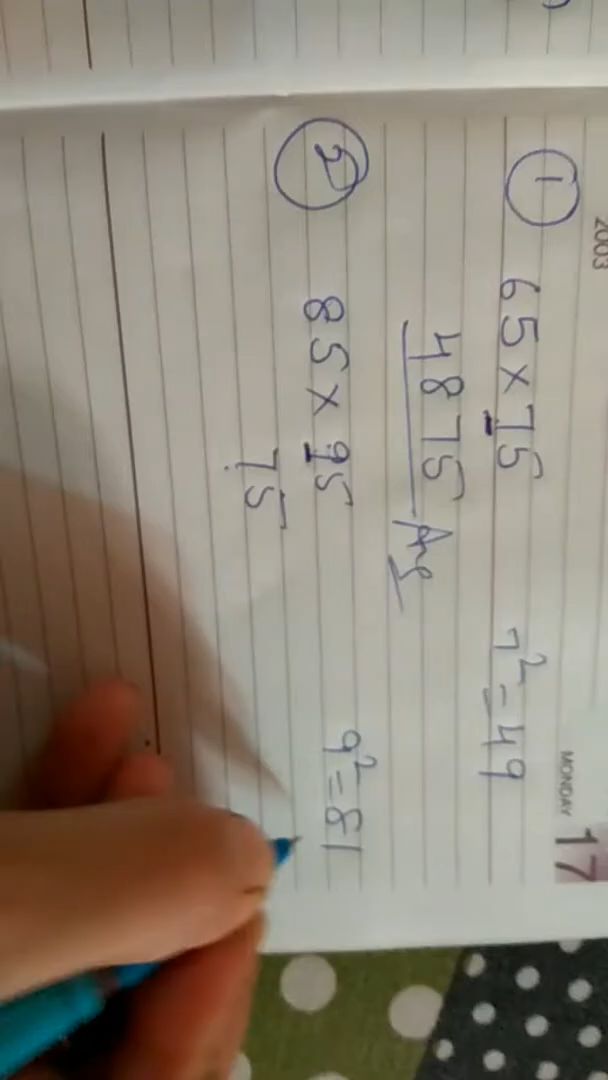 2003
MONDAY 17
① 65 × 75 7² = 49
4875 Ans
② 85 × 95 9² = 81
75